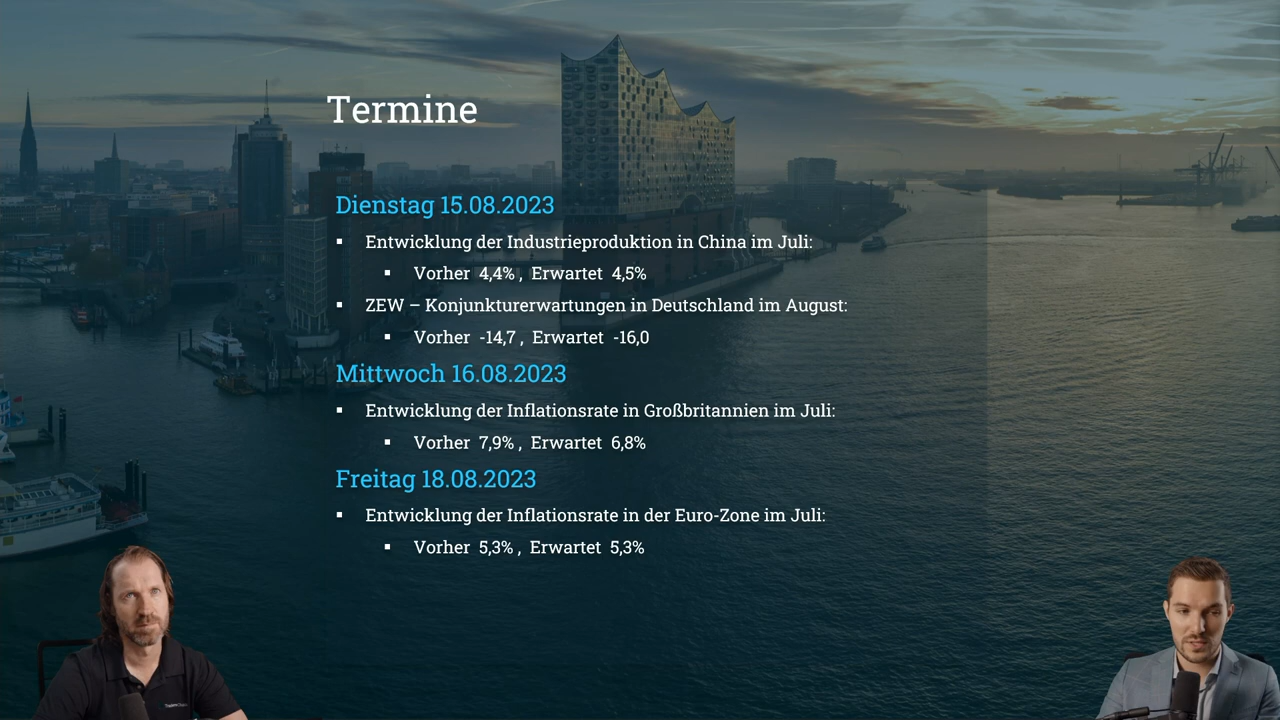 Termine
Dienstag 15.08.2023
▪ Entwicklung der Industrieproduktion in China im Juli:
▪ Vorher 4,4% , Erwartet 4,5%
▪ ZEW – Konjunkturerwartungen in Deutschland im August:
▪ Vorher -14,7 , Erwartet -16,0
Mittwoch 16.08.2023
▪ Entwicklung der Inflationsrate in Großbritannien im Juli:
▪ Vorher 7,9% , Erwartet 6,8%
Freitag 18.08.2023
▪ Entwicklung der Inflationsrate in der Euro-Zone im Juli:
▪ Vorher 5,3% , Erwartet 5,3%